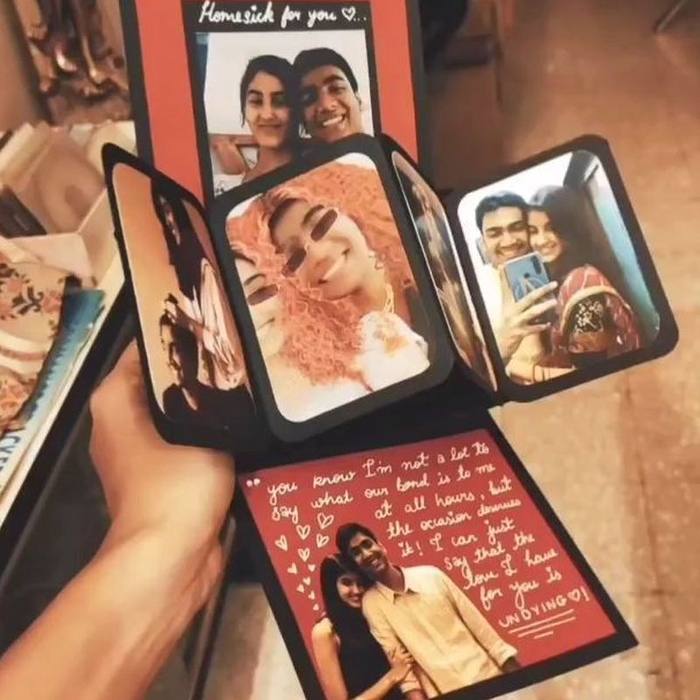 Homesick for you ♡...
“ you know I'm not a lot to
say what our bond is to me
at all hours, but
the occasion deserves
it! I can just
say that the
love I have
for you is
UNDYING♡!